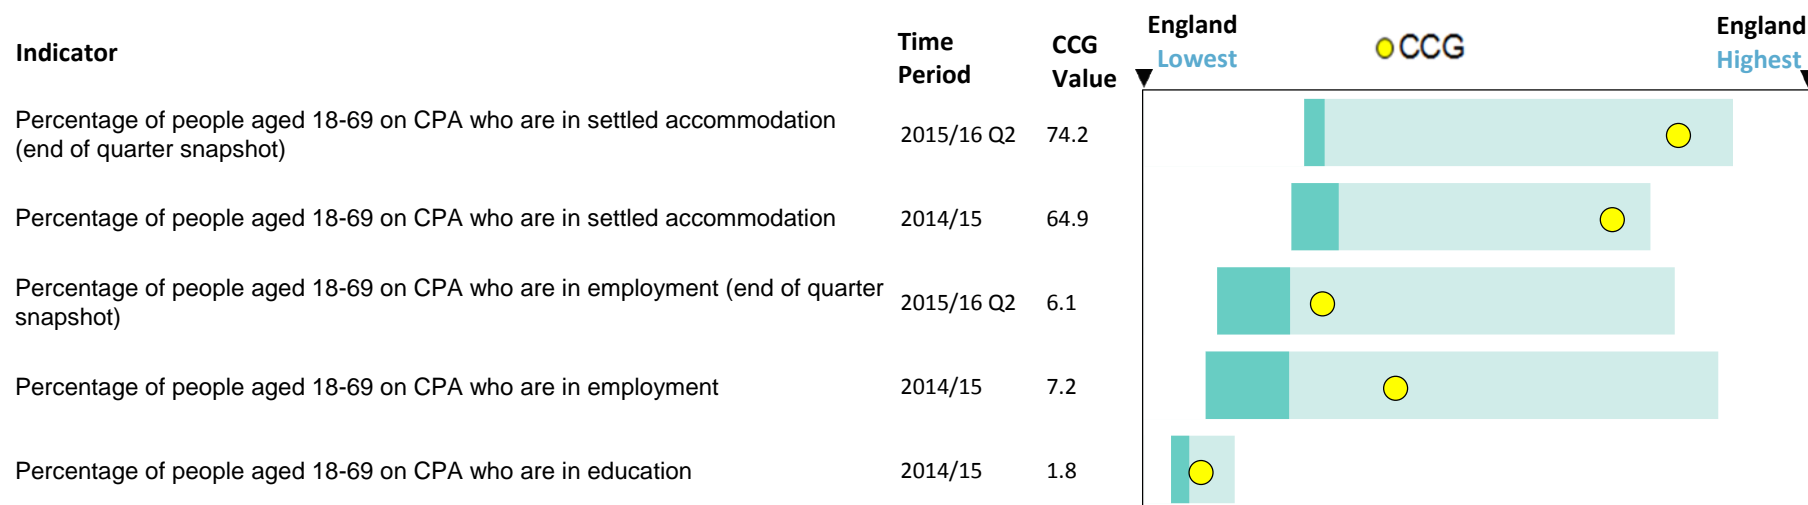 Indicator
Time
Period
CCG
Value
England
Lowest
CCG
England
Highest
Percentage of people aged 18-69 on CPA who are in settled accommodation
(end of quarter snapshot)
2015/16 Q2
74.2
Percentage of people aged 18-69 on CPA who are in settled accommodation
2014/15
64.9
Percentage of people aged 18-69 on CPA who are in employment (end of quarter
snapshot)
2015/16 Q2
6.1
Percentage of people aged 18-69 on CPA who are in employment
2014/15
7.2
Percentage of people aged 18-69 on CPA who are in education
2014/15
1.8